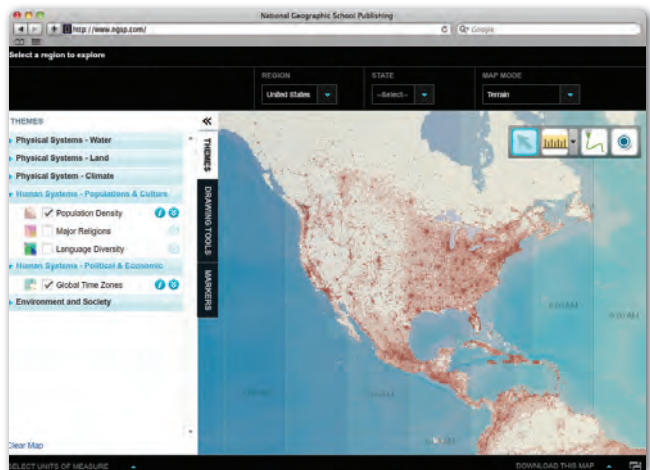 National Geographic School Publishing
http://www.ngsp.com/
Google
Select a region to explore
REGION
STATE
MAP MODE
United States
--Select--
Terrain
THEMES
Physical Systems - Water
Physical Systems - Land
Physical System - Climate
Human Systems - Populations & Culture
Population Density
Major Religions
Language Diversity
Human Systems - Political & Economic
Global Time Zones
Environment and Society
Clear Map
THEMES
DRAWING TOOLS
MARKERS
SELECT UNITS OF MEASURE
DOWNLOAD THIS MAP